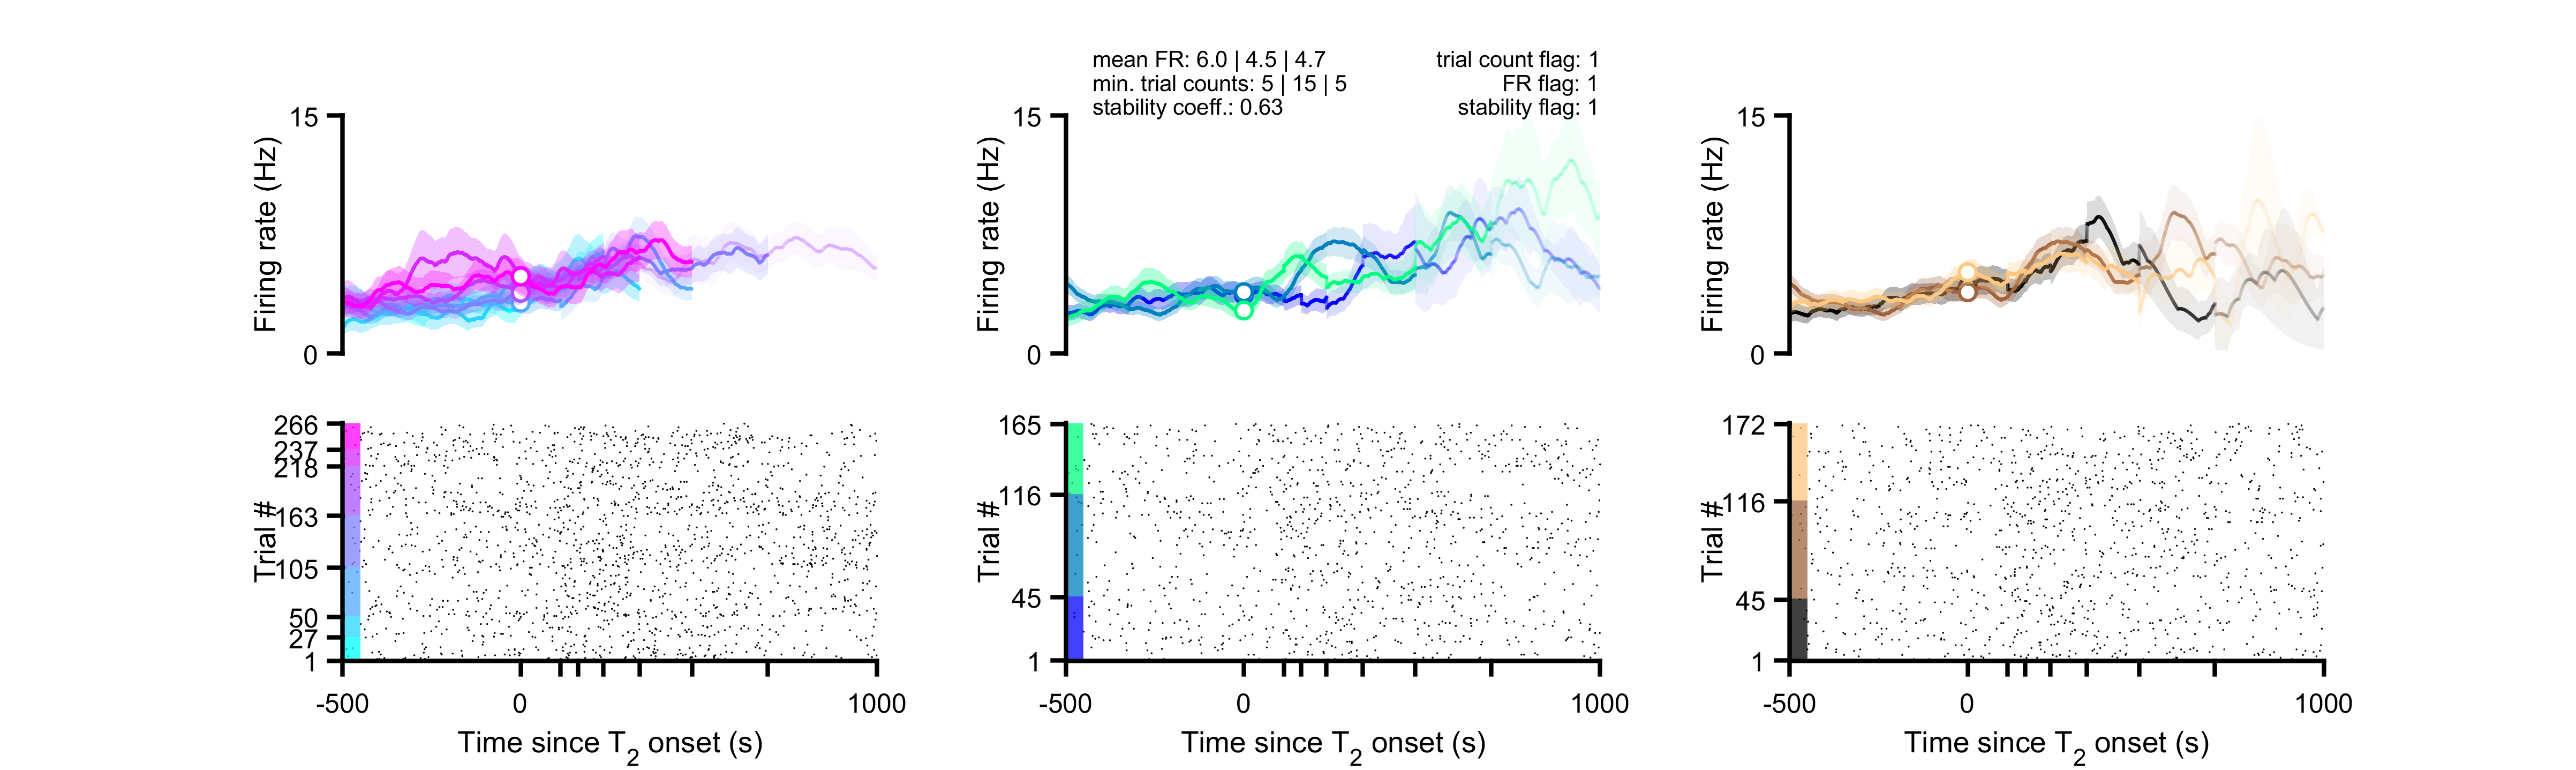 mean FR: 6.0 | 4.5 | 4.7
min. trial counts: 5 | 15 | 5
stability coeff.: 0.63
trial count flag: 1
FR flag: 1
stability flag: 1
Firing rate (Hz)
15
0
Firing rate (Hz)
15
0
Firing rate (Hz)
15
0
Trial #
266
237
218
163
105
50
27
1
-500
0
1000
Time since T2 onset (s)
Trial #
165
116
45
1
-500
0
1000
Time since T2 onset (s)
Trial #
172
116
45
1
-500
0
1000
Time since T2 onset (s)